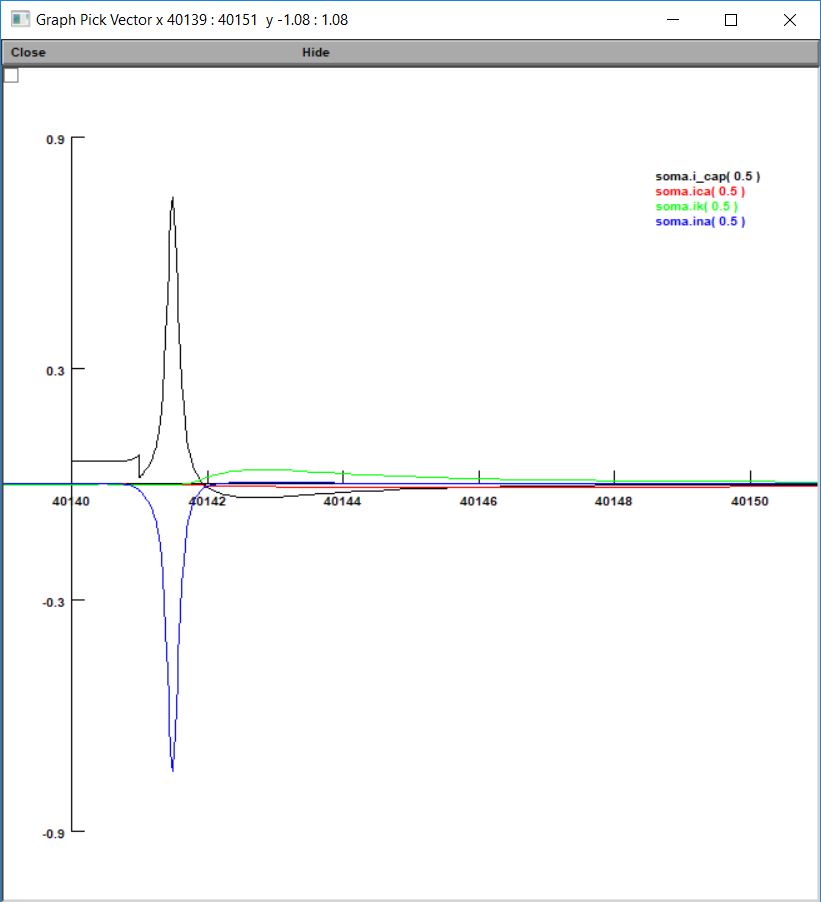 Graph Pick Vector x 40139 : 40151 y -1.08 : 1.08
Close Hide
0.9
soma.i_cap( 0.5 )
soma.ica( 0.5 )
soma.ik( 0.5 )
soma.ina( 0.5 )
0.3
40140 40142 40144 40146 40148 40150
-0.3
-0.9